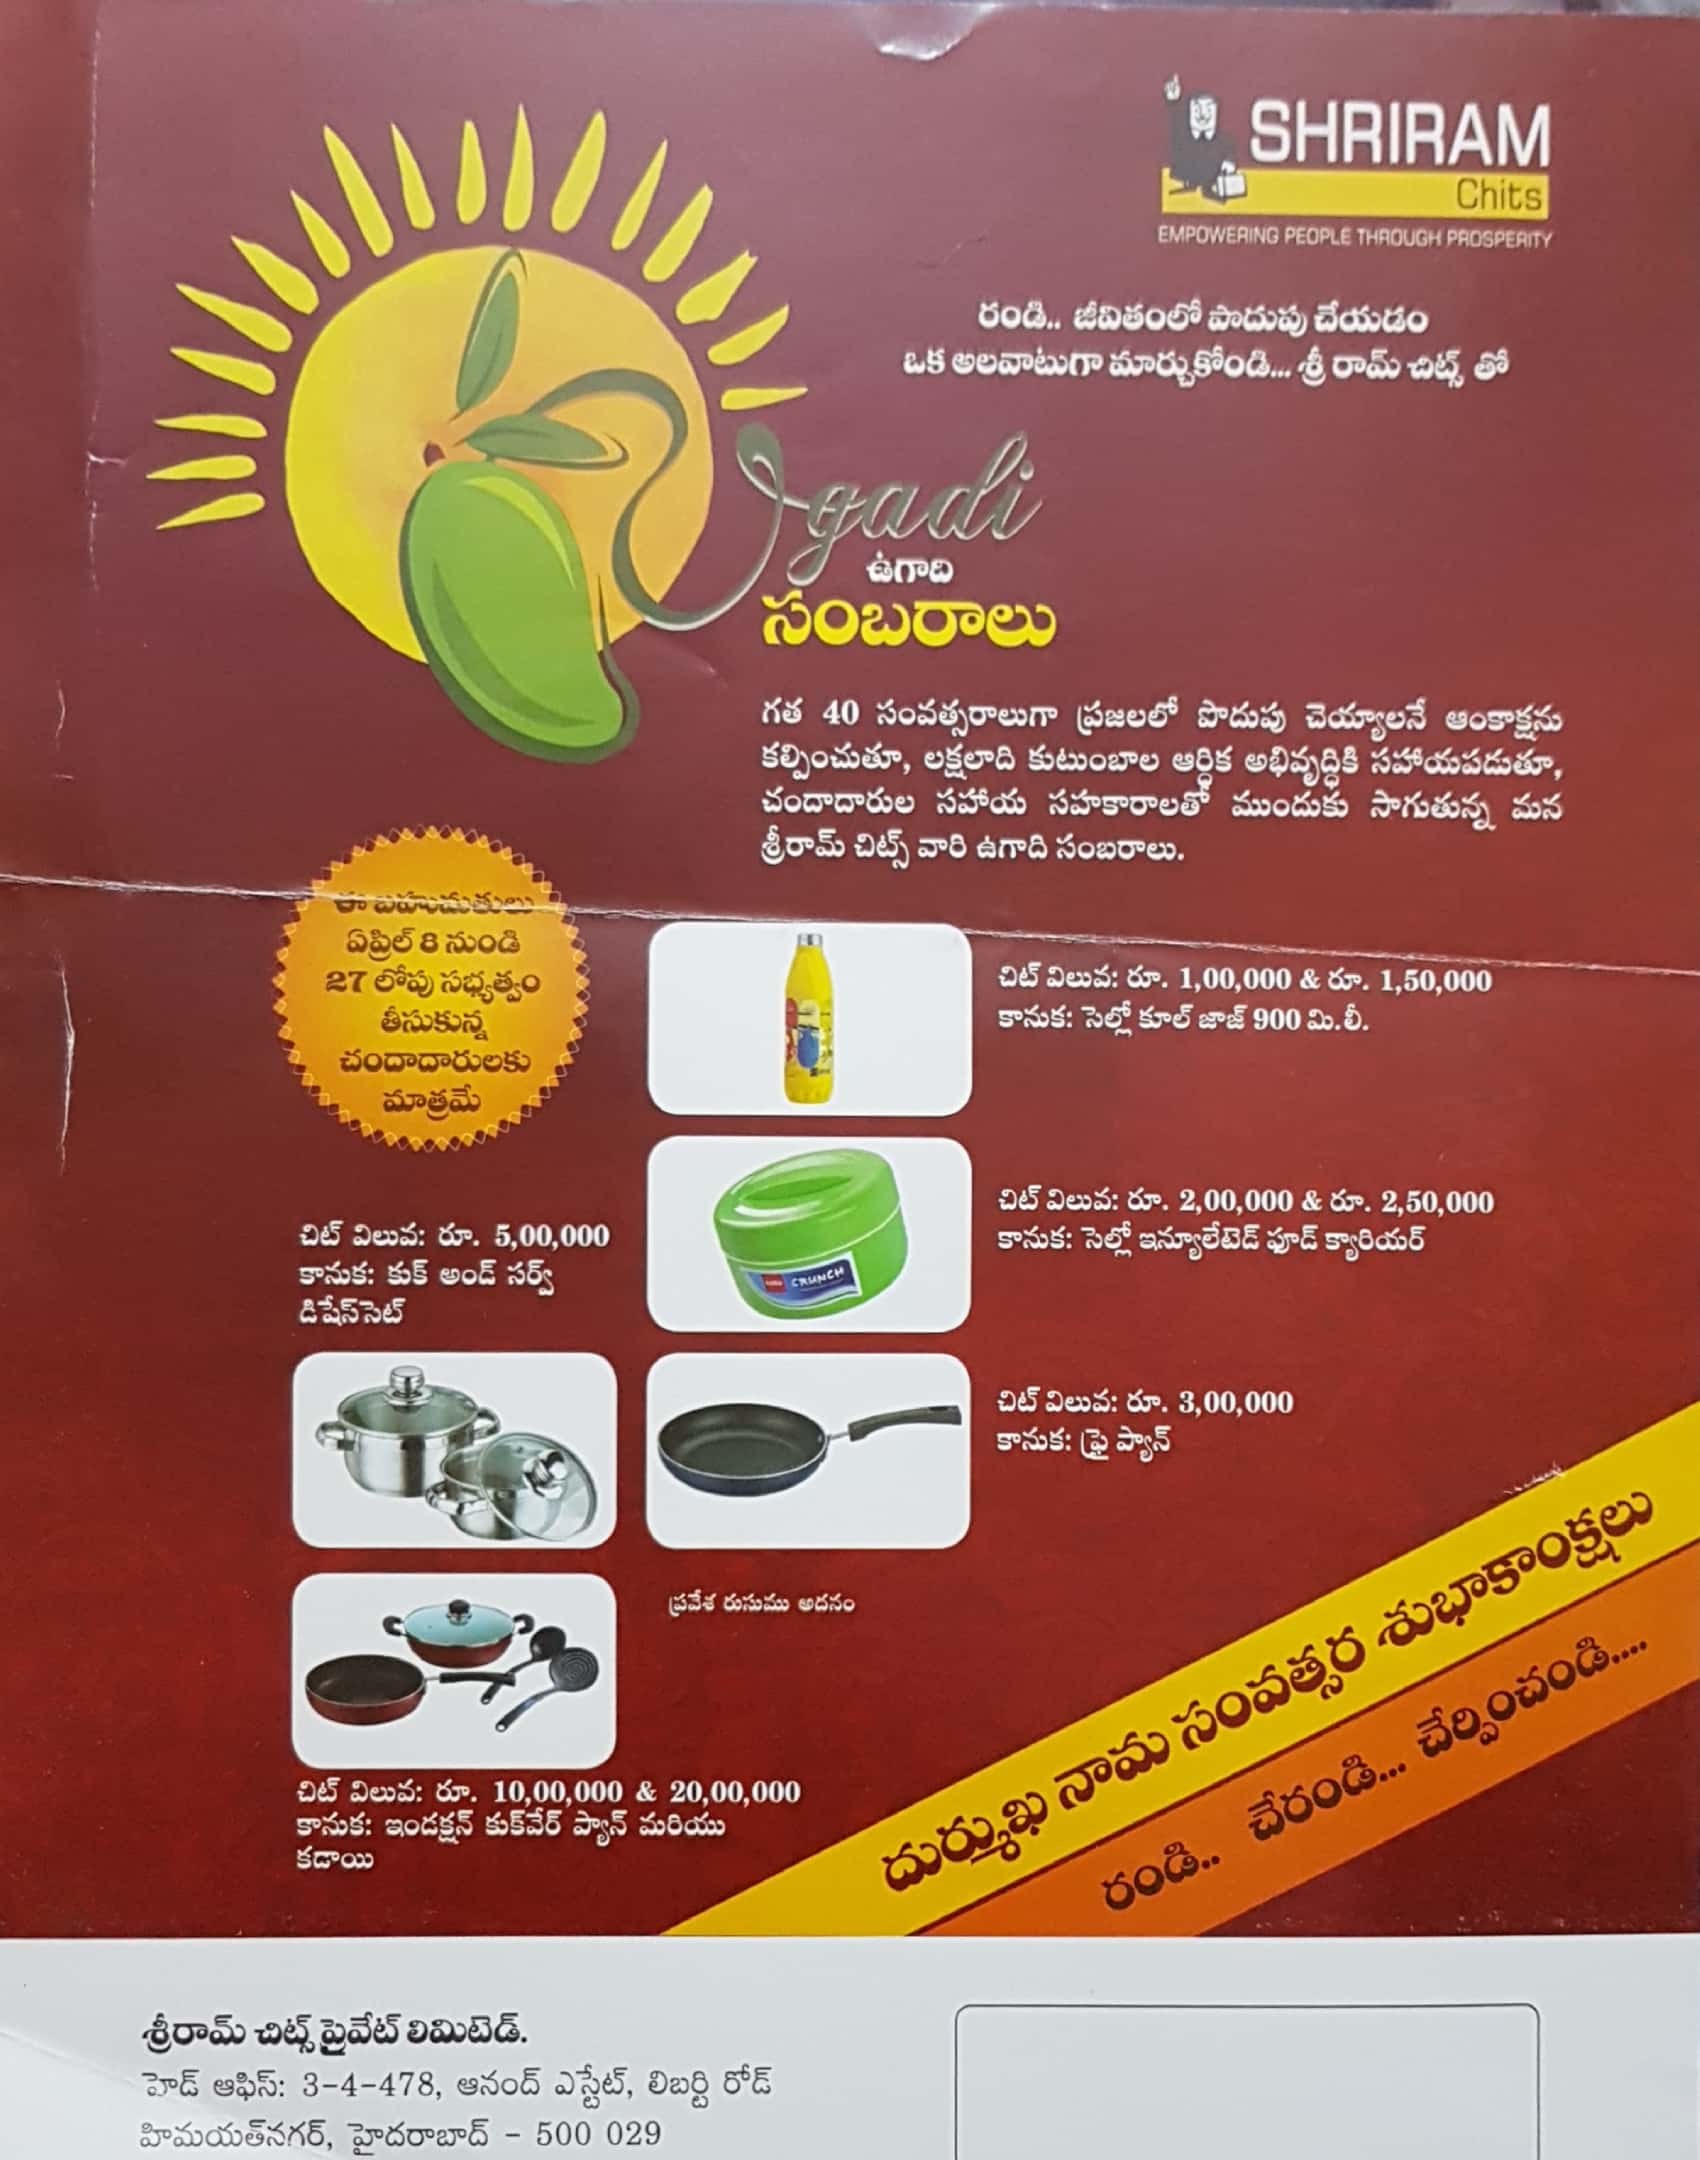 SHRIRAM
Chits
EMPOWERING PEOPLE THROUGH PROSPERITY
రండి.. జీవితంలో పొదుపు చేయడం
ఒక అలవాటుగా మార్చుకోండి... శ్రీ రామ్ చిట్స్ తో
Ugadi
ఉగాది
సంబరాలు
గత 40 సంవత్సరాలుగా ప్రజలలో పొదుపు చెయ్యాలనే ఆంకాక్షను
కల్పించుతూ, లక్షలాది కుటుంబాల ఆర్ధిక అభివృద్ధికి సహాయపడుతూ,
చందాదారుల సహాయ సహకారాలతో ముందుకు సాగుతున్న మన
శ్రీరామ్ చిట్స్ వారి ఉగాది సంబరాలు.
ఈ బహుమతులు
ఏప్రిల్ 8 నుండి
27 లోపు సభ్యత్వం
తీసుకున్న
చందాదారులకు
మాత్రమే
చిట్ విలువ: రూ. 1,00,000 & రూ. 1,50,000
కానుక: సెల్లో కూల్ జాజ్ 900 మి.లీ.
చిట్ విలువ: రూ. 2,00,000 & రూ. 2,50,000
కానుక: సెల్లో ఇన్యూలేటెడ్ ఫూడ్ క్యారియర్
CRUNCH
చిట్ విలువ: రూ. 5,00,000
కానుక: కుక్ అండ్ సర్వ్
డిషేస్‌సెట్
చిట్ విలువ: రూ. 3,00,000
కానుక: ఫ్రై ప్యాన్
ప్రవేశ రుసుము అదనం
చిట్ విలువ: రూ. 10,00,000 & 20,00,000
కానుక: ఇండక్షన్ కుక్‌వేర్ ప్యాన్ మరియు
కడాయి
దుర్ముఖి నామ సంవత్సర శుభాకాంక్షలు
రండి.. చేరండి... చేర్పించండి....
శ్రీరామ్ చిట్స్ ప్రైవేట్ లిమిటెడ్.
హెడ్ ఆఫిస్: 3-4-478, ఆనంద్ ఎస్టేట్, లిబర్టి రోడ్
హిమయత్‌నగర్, హైదరాబాద్ - 500 029